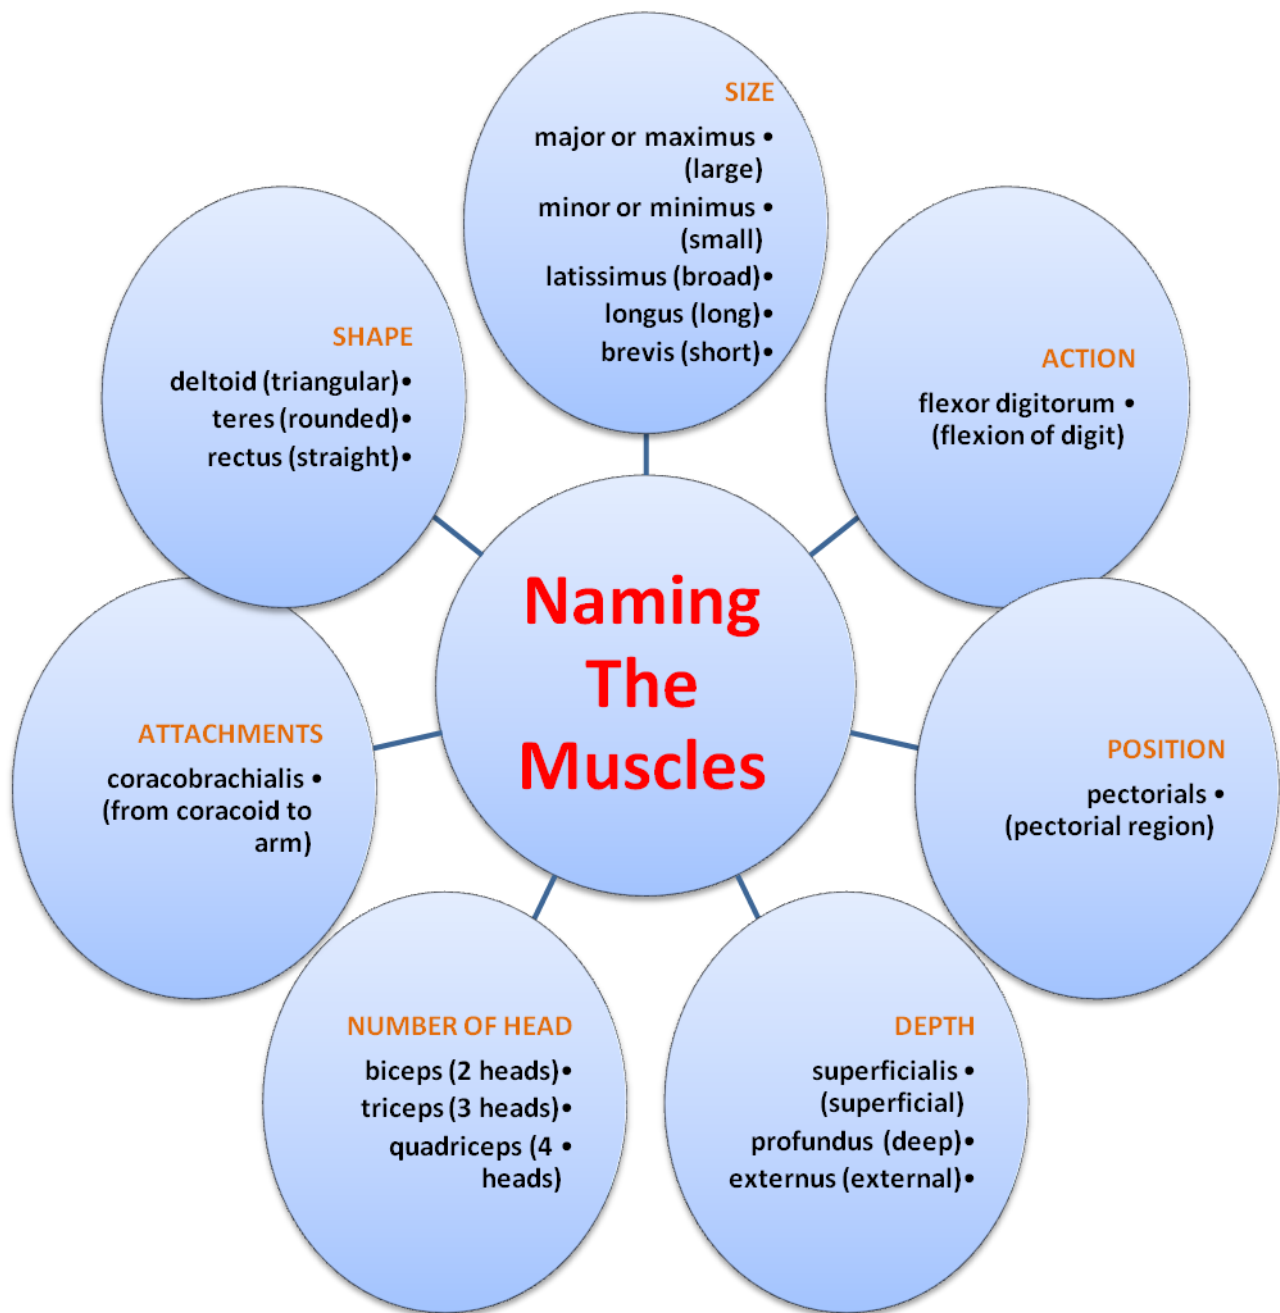 SIZE
major or maximus •
(large)
minor or minimus •
(small)
latissimus (broad)•
longus (long)•
brevis (short)•
ACTION
flexor digitorum •
(flexion of digit)
POSITION
pectorials •
(pectorial region)
DEPTH
superficialis •
(superficial)
profundus (deep)•
externus (external)•
NUMBER OF HEAD
biceps (2 heads)•
triceps (3 heads)•
quadriceps (4 •
heads)
ATTACHMENTS
coracobrachialis •
(from coracoid to
arm)
SHAPE
deltoid (triangular)•
teres (rounded)•
rectus (straight)•
Naming
The
Muscles